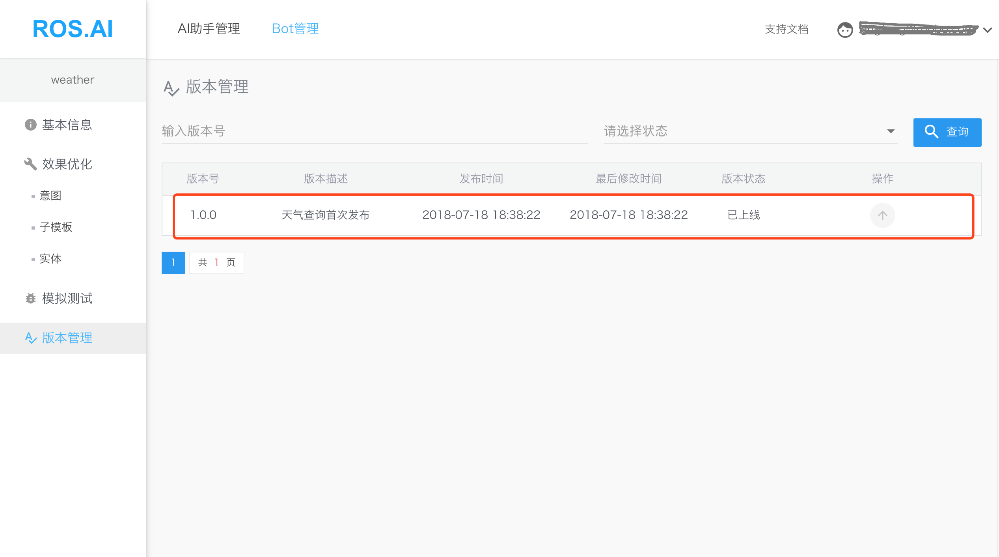 ROS.AI
AI助手管理 Bot管理 支持文档
weather
基本信息
效果优化
意图
子模板
实体
模拟测试
版本管理
版本管理
输入版本号 请选择状态 查询
版本号 版本描述 发布时间 最后修改时间 版本状态 操作
1.0.0 天气查询首次发布 2018-07-18 18:38:22 2018-07-18 18:38:22 已上线
1 共 1 页